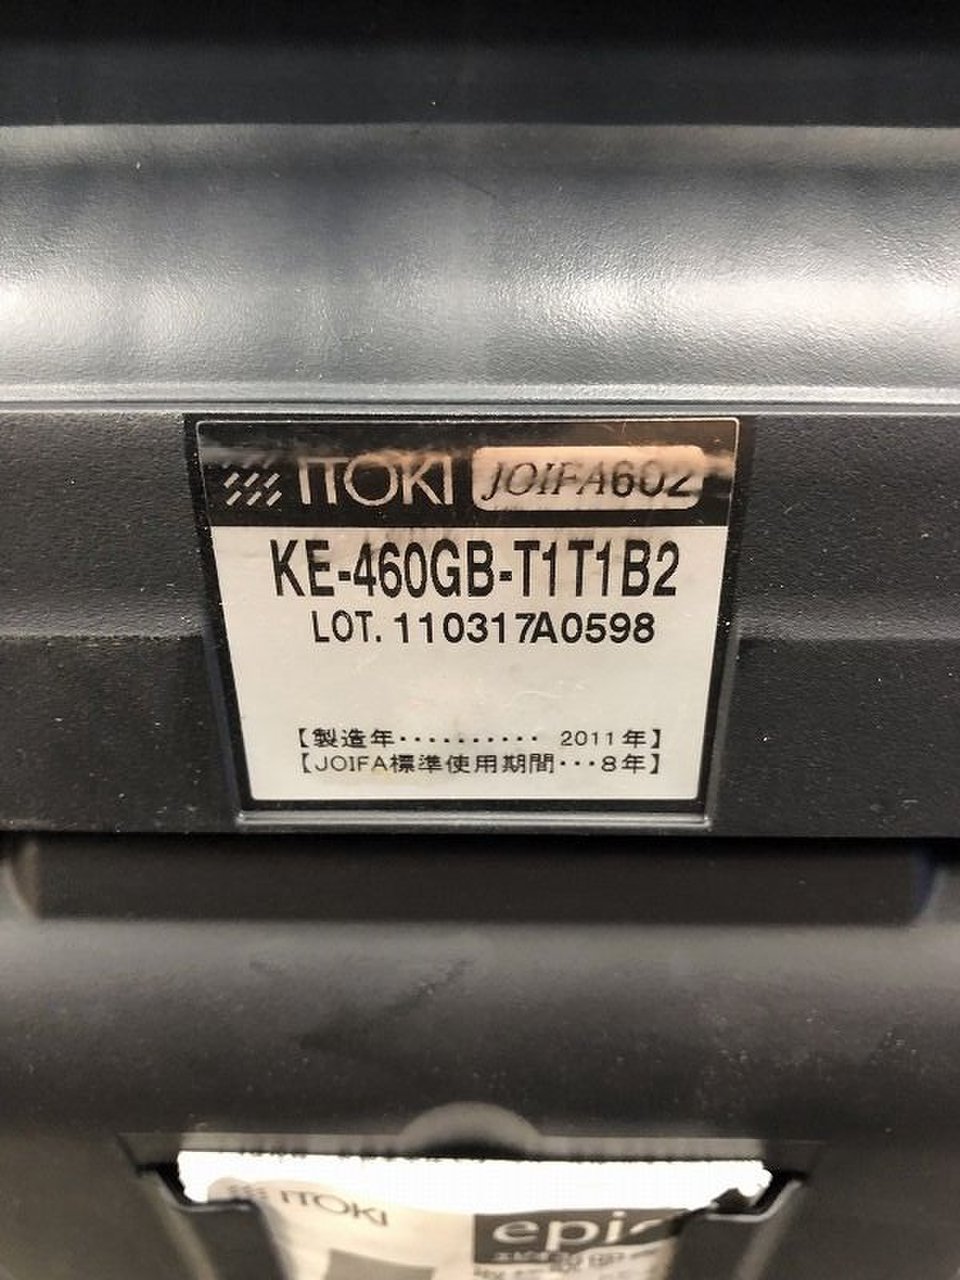 ITOKI JOIFA602
KE-460GB-T1T1B2
LOT. 110317A0598
【製造年・・・・・・・・・・ 2011年】
【JOIFA標準使用期間・・・8年】
ITOKI